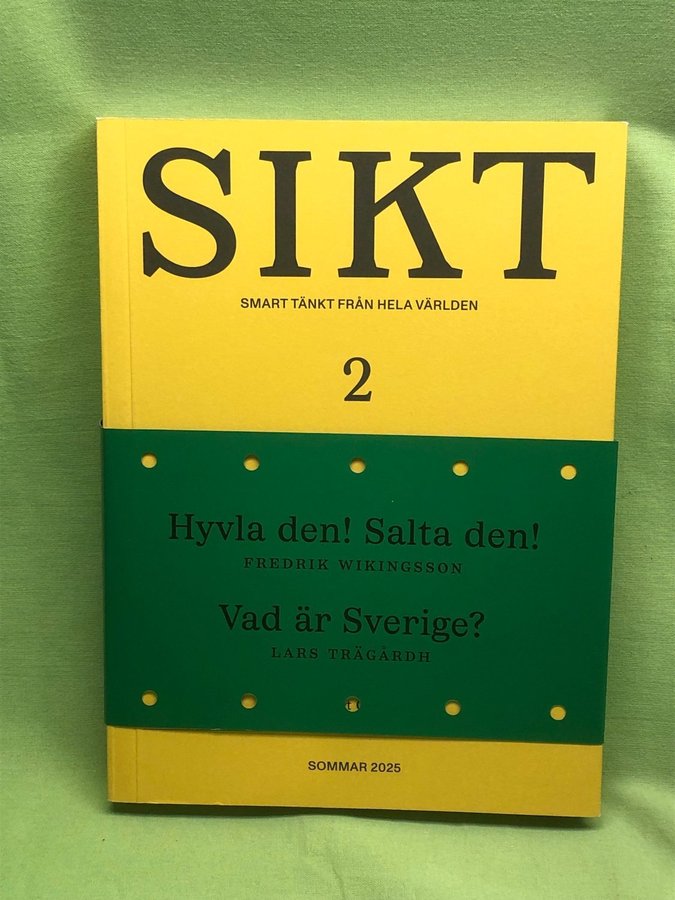 SIKT
SMART TÄNKT FRÅN HELA VÄRLDEN
2
Hyvla den! Salta den!
FREDRIK WIKINGSSON
Vad är Sverige?
LARS TRÄGÅRDH
SOMMAR 2025